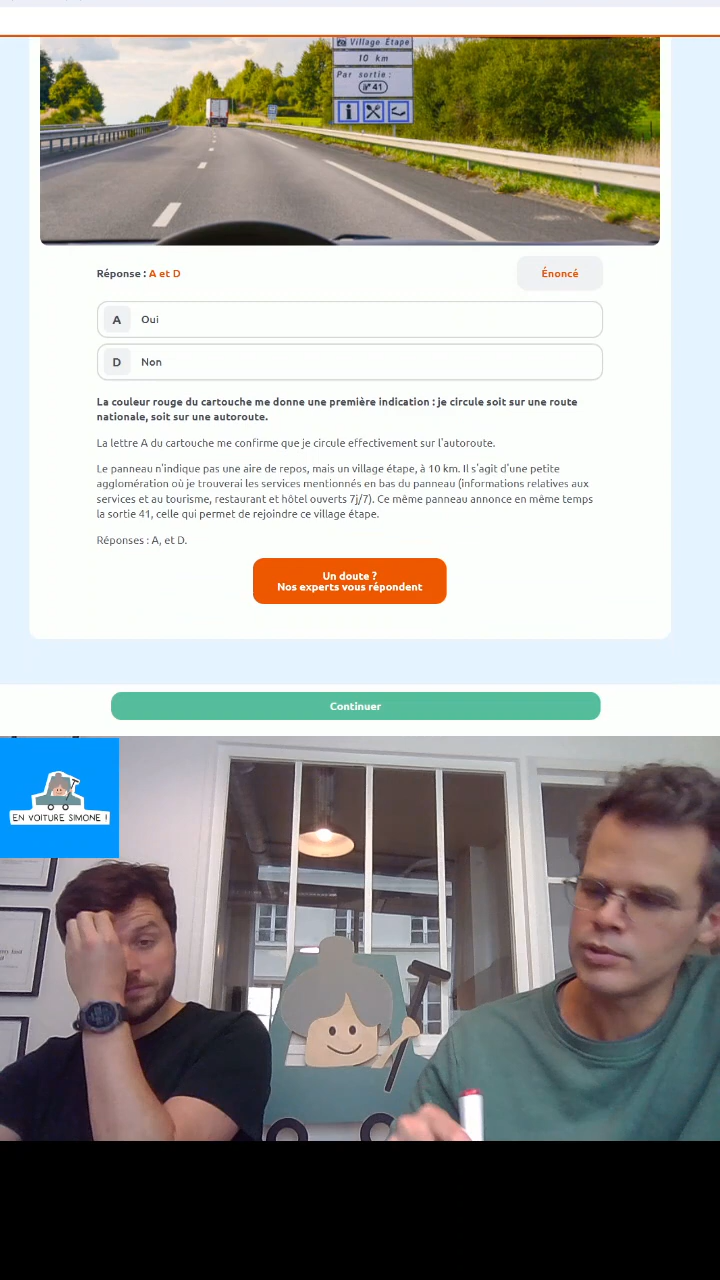 Village Étape
10 km
Par sortie :
41
Réponse : A et D
Énoncé
A Oui
D Non
La couleur rouge du cartouche me donne une première indication : je circule soit sur une route
nationale, soit sur une autoroute.
La lettre A du cartouche me confirme que je circule effectivement sur l'autoroute.
Le panneau n'indique pas une aire de repos, mais un village étape, à 10 km. Il s'agit d'une petite
agglomération où je trouverai les services mentionnés en bas du panneau (informations relatives aux
services et au tourisme, restaurant et hôtel ouverts 7j/7). Ce même panneau annonce en même temps
la sortie 41, celle qui permet de rejoindre ce village étape.
Réponses : A, et D.
Un doute ?
Nos experts vous répondent
Continuer
EN VOITURE SIMONE !